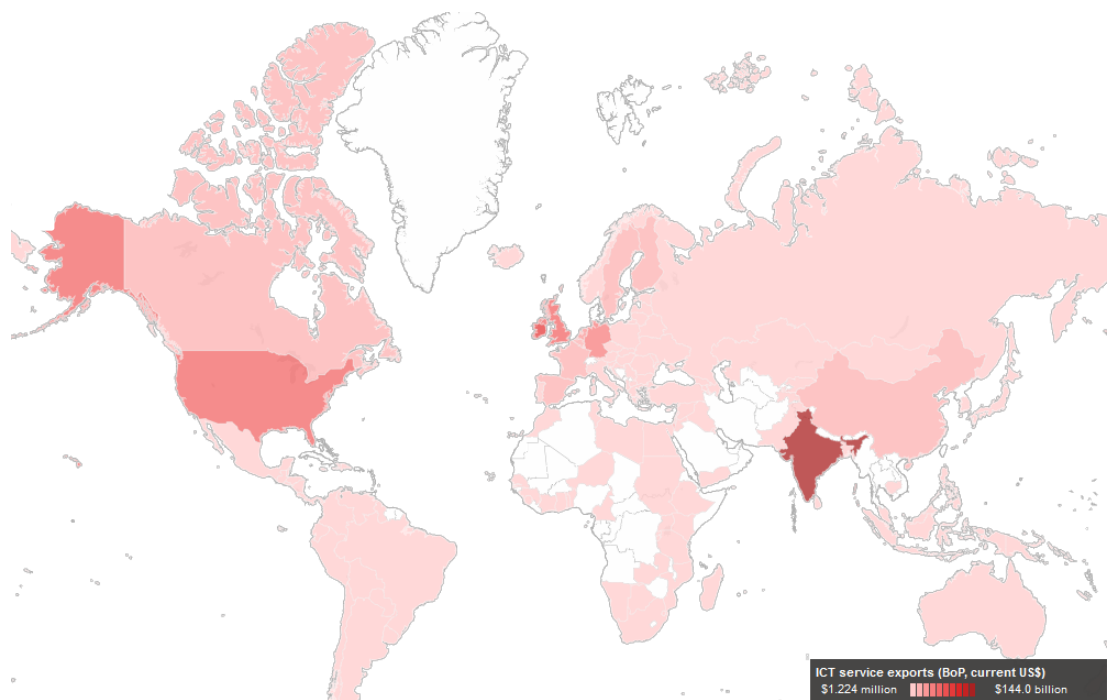 ICT service exports (BoP, current US$)
$1.224 million $144.0 billion